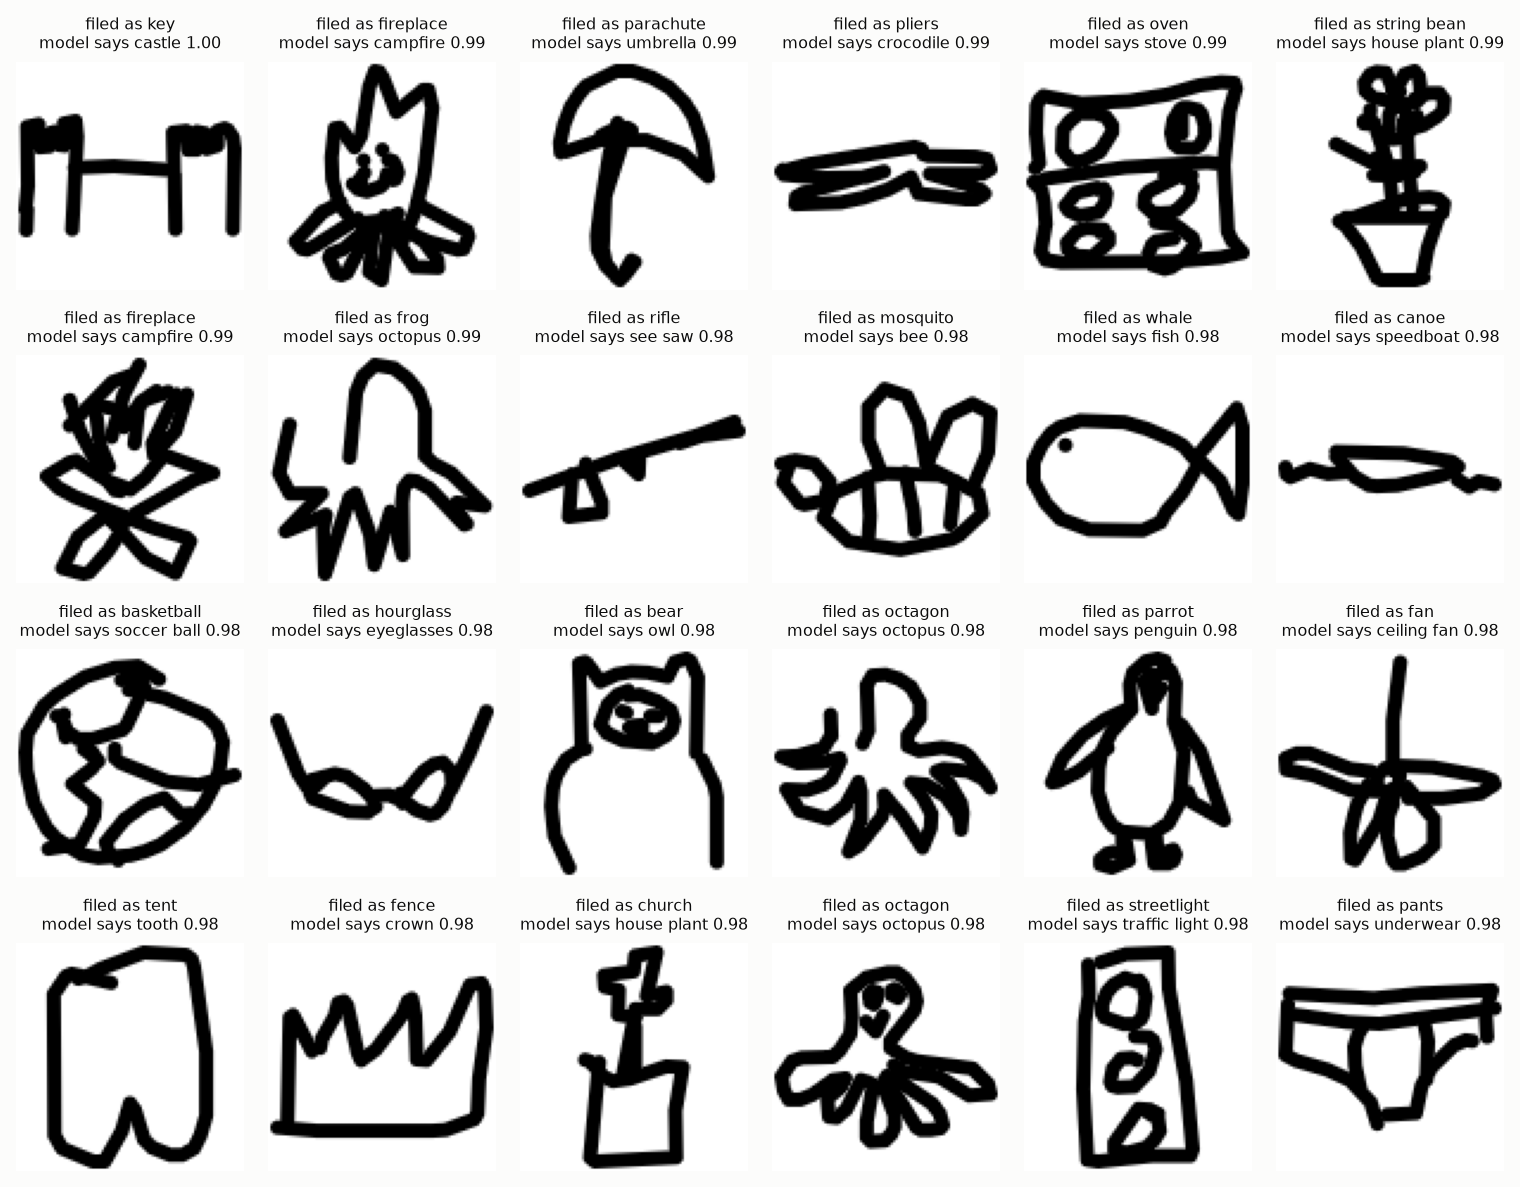 filed as key
model says castle 1.00
filed as fireplace
model says campfire 0.99
filed as parachute
model says umbrella 0.99
filed as pliers
model says crocodile 0.99
filed as oven
model says stove 0.99
filed as string bean
model says house plant 0.99
filed as fireplace
model says campfire 0.99
filed as frog
model says octopus 0.99
filed as rifle
model says see saw 0.98
filed as mosquito
model says bee 0.98
filed as whale
model says fish 0.98
filed as canoe
model says speedboat 0.98
filed as basketball
model says soccer ball 0.98
filed as hourglass
model says eyeglasses 0.98
filed as bear
model says owl 0.98
filed as octagon
model says octopus 0.98
filed as parrot
model says penguin 0.98
filed as fan
model says ceiling fan 0.98
filed as tent
model says tooth 0.98
filed as fence
model says crown 0.98
filed as church
model says house plant 0.98
filed as octagon
model says octopus 0.98
filed as streetlight
model says traffic light 0.98
filed as pants
model says underwear 0.98